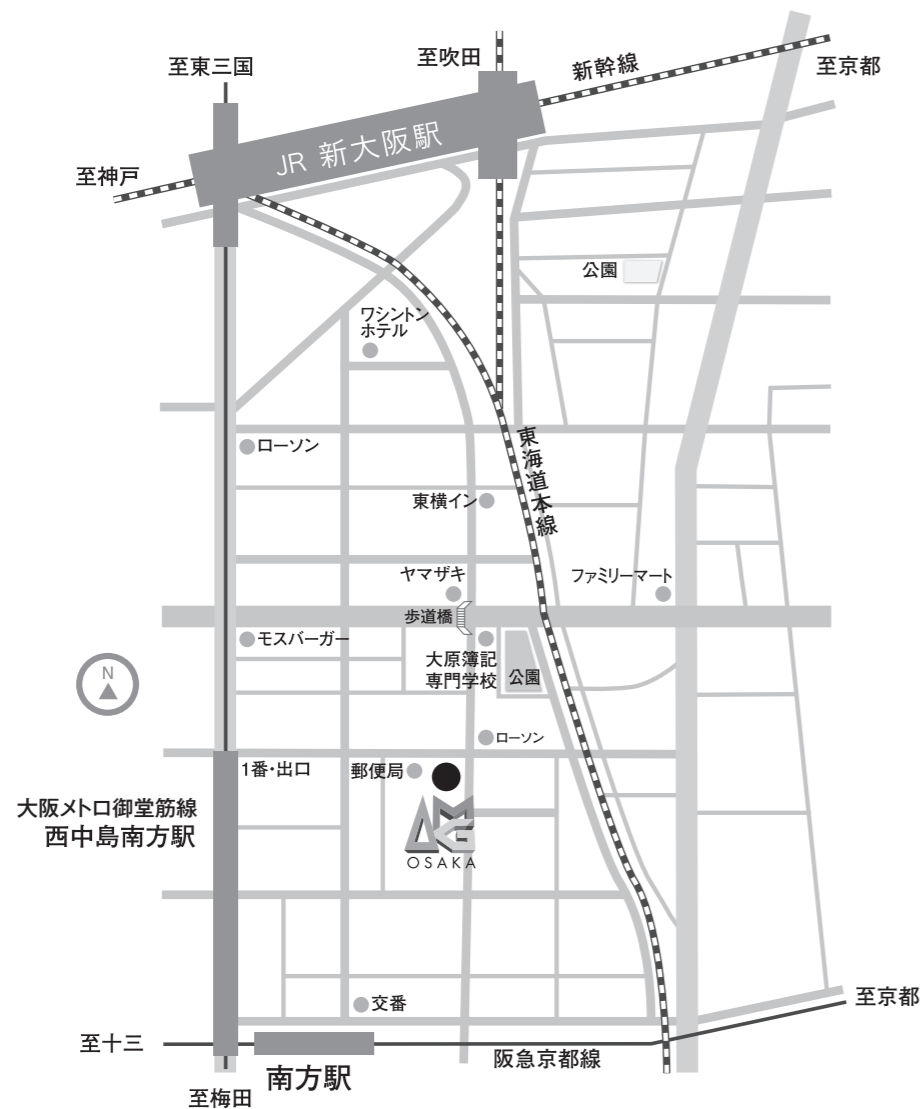 至吹田
新幹線
至京都
至東三国
JR 新大阪駅
至神戸
公園
ワシントン
ホテル
ローソン
東海道本線
東横イン
ヤマザキ
ファミリーマート
歩道橋
モスバーガー
大原簿記
専門学校
公園
N
ローソン
1番・出口
郵便局
大阪メトロ御堂筋線
西中島南方駅
AMG
OSAKA
交番
至京都
至十三
阪急京都線
南方駅
至梅田